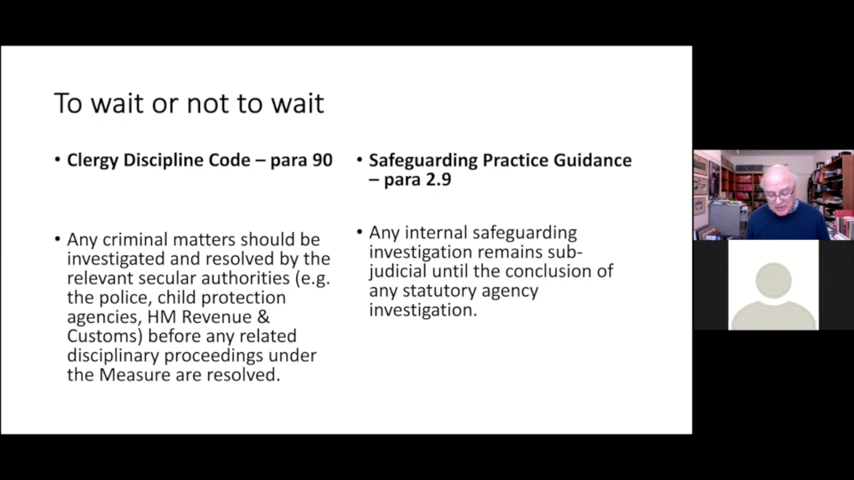 To wait or not to wait
• Clergy Discipline Code – para 90
• Any criminal matters should be
investigated and resolved by the
relevant secular authorities (e.g.
the police, child protection
agencies, HM Revenue &
Customs) before any related
disciplinary proceedings under
the Measure are resolved.
• Safeguarding Practice Guidance
– para 2.9
• Any internal safeguarding
investigation remains sub-
judicial until the conclusion of
any statutory agency
investigation.